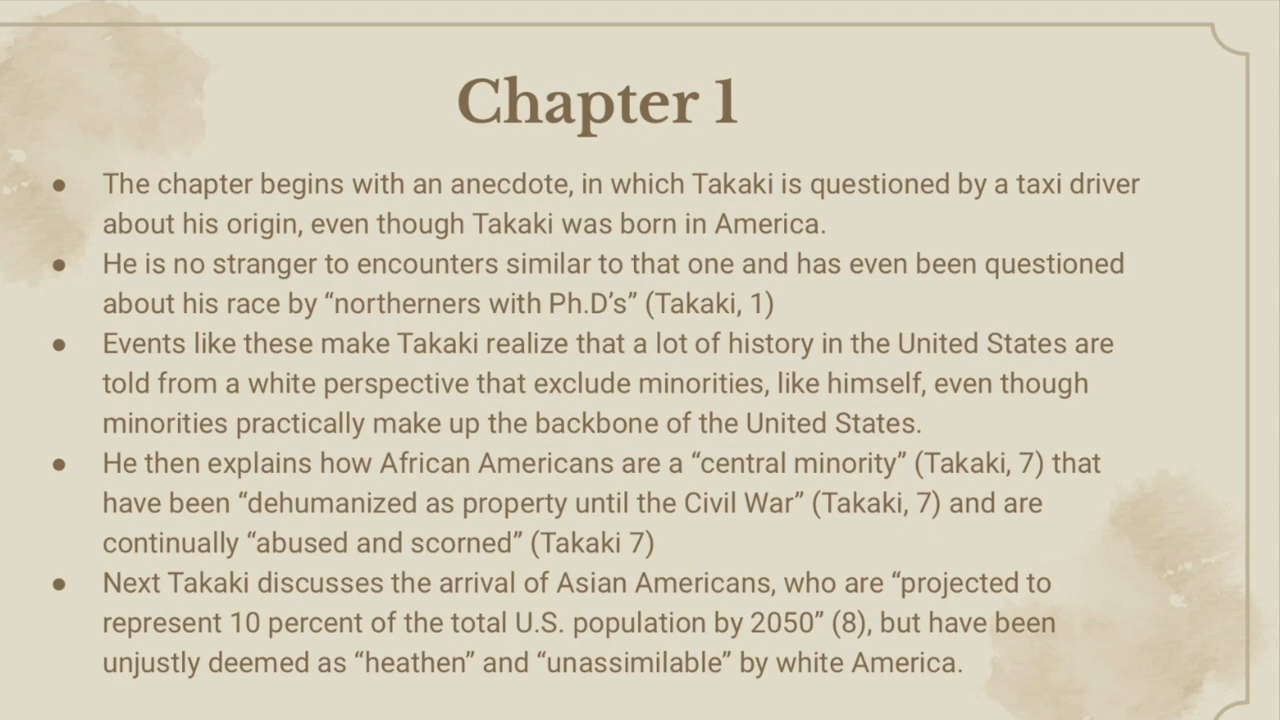 Chapter 1
● The chapter begins with an anecdote, in which Takaki is questioned by a taxi driver
about his origin, even though Takaki was born in America.
● He is no stranger to encounters similar to that one and has even been questioned
about his race by “northerners with Ph.D’s” (Takaki, 1)
● Events like these make Takaki realize that a lot of history in the United States are
told from a white perspective that exclude minorities, like himself, even though
minorities practically make up the backbone of the United States.
● He then explains how African Americans are a “central minority” (Takaki, 7) that
have been “dehumanized as property until the Civil War” (Takaki, 7) and are
continually “abused and scorned” (Takaki 7)
● Next Takaki discusses the arrival of Asian Americans, who are “projected to
represent 10 percent of the total U.S. population by 2050” (8), but have been
unjustly deemed as “heathen” and “unassimilable” by white America.